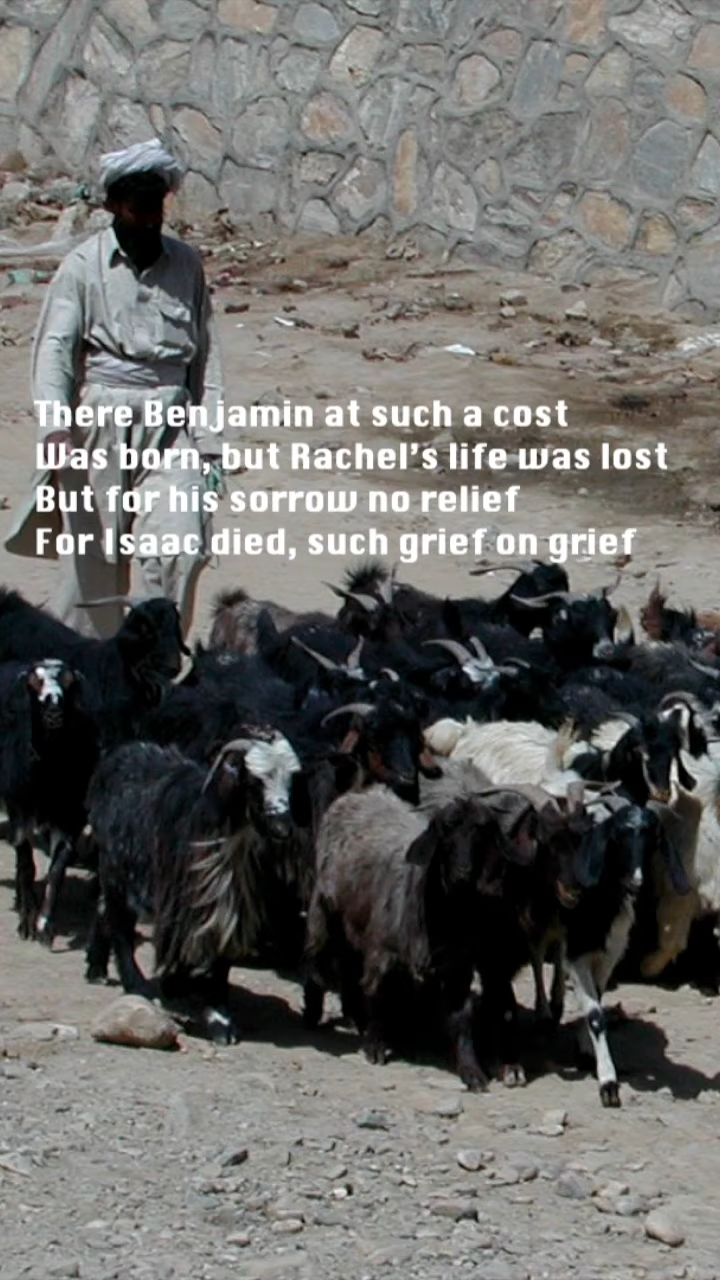 There Benjamin at such a cost
Was born, but Rachel's life was lost
But for his sorrow no relief
For Isaac died, such grief on grief